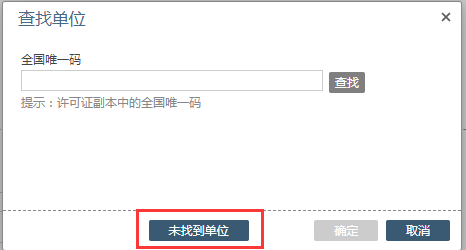 查找单位
全国唯一码
查找
提示：许可证副本中的全国唯一码
未找到单位
确定
取消